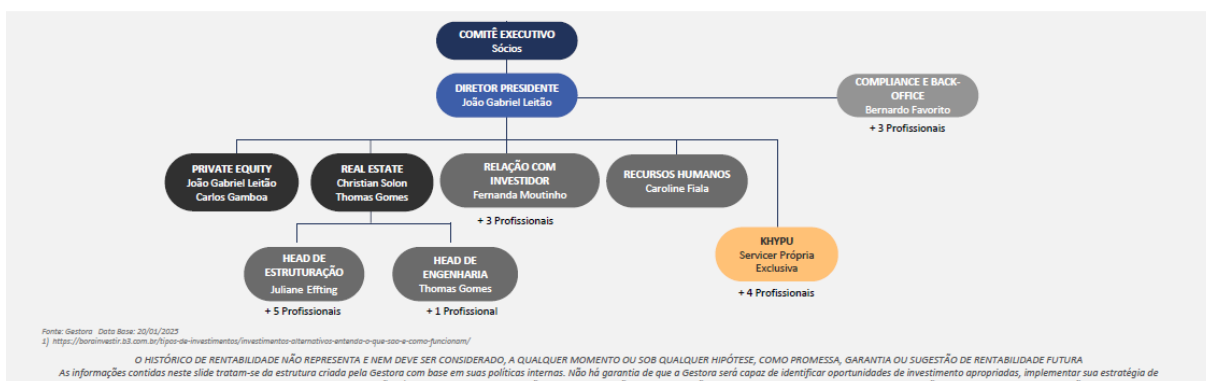 COMITÊ EXECUTIVO
Sócios
DIRETOR PRESIDENTE
João Gabriel Leitão
COMPLIANCE E BACK-
OFFICE
Bernardo Favorito
+ 3 Profissionais
PRIVATE EQUITY
João Gabriel Leitão
Carlos Gamboa
REAL ESTATE
Christian Solon
Thomas Gomes
RELAÇÃO COM
INVESTIDOR
Fernanda Moutinho
+ 3 Profissionais
RECURSOS HUMANOS
Caroline Fiala
HEAD DE
ESTRUTURAÇÃO
Juliane Effting
+ 5 Profissionais
HEAD DE
ENGENHARIA
Thomas Gomes
+ 1 Profissional
KHYPU
Servicer Própria
Exclusiva
+ 4 Profissionais
Fonte: Gestora Data Base: 20/01/2025
1) https://borainvestir.b3.com.br/tipos-de-investimentos/investimentos-alternativos-entenda-o-que-sao-e-como-funcionam/
O HISTÓRICO DE RENTABILIDADE NÃO REPRESENTA E NEM DEVE SER CONSIDERADO, A QUALQUER MOMENTO OU SOB QUALQUER HIPÓTESE, COMO PROMESSA, GARANTIA OU SUGESTÃO DE RENTABILIDADE FUTURA
As informações contidas neste slide tratam-se da estrutura criada pela Gestora com base em suas políticas internas. Não há garantia de que a Gestora será capaz de identificar oportunidades de investimento apropriadas, implementar sua estratégia de